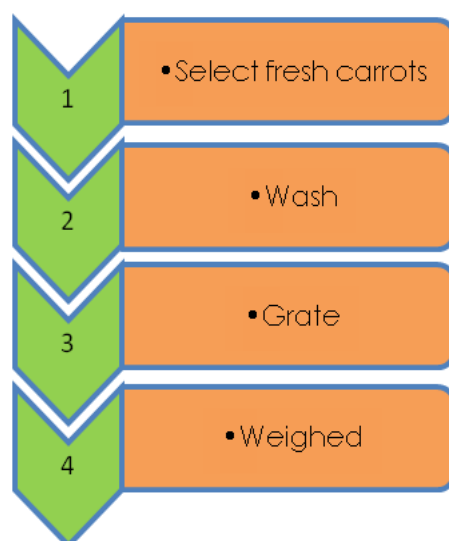 1
• Select fresh carrots
2
• Wash
3
• Grate
4
• Weighed